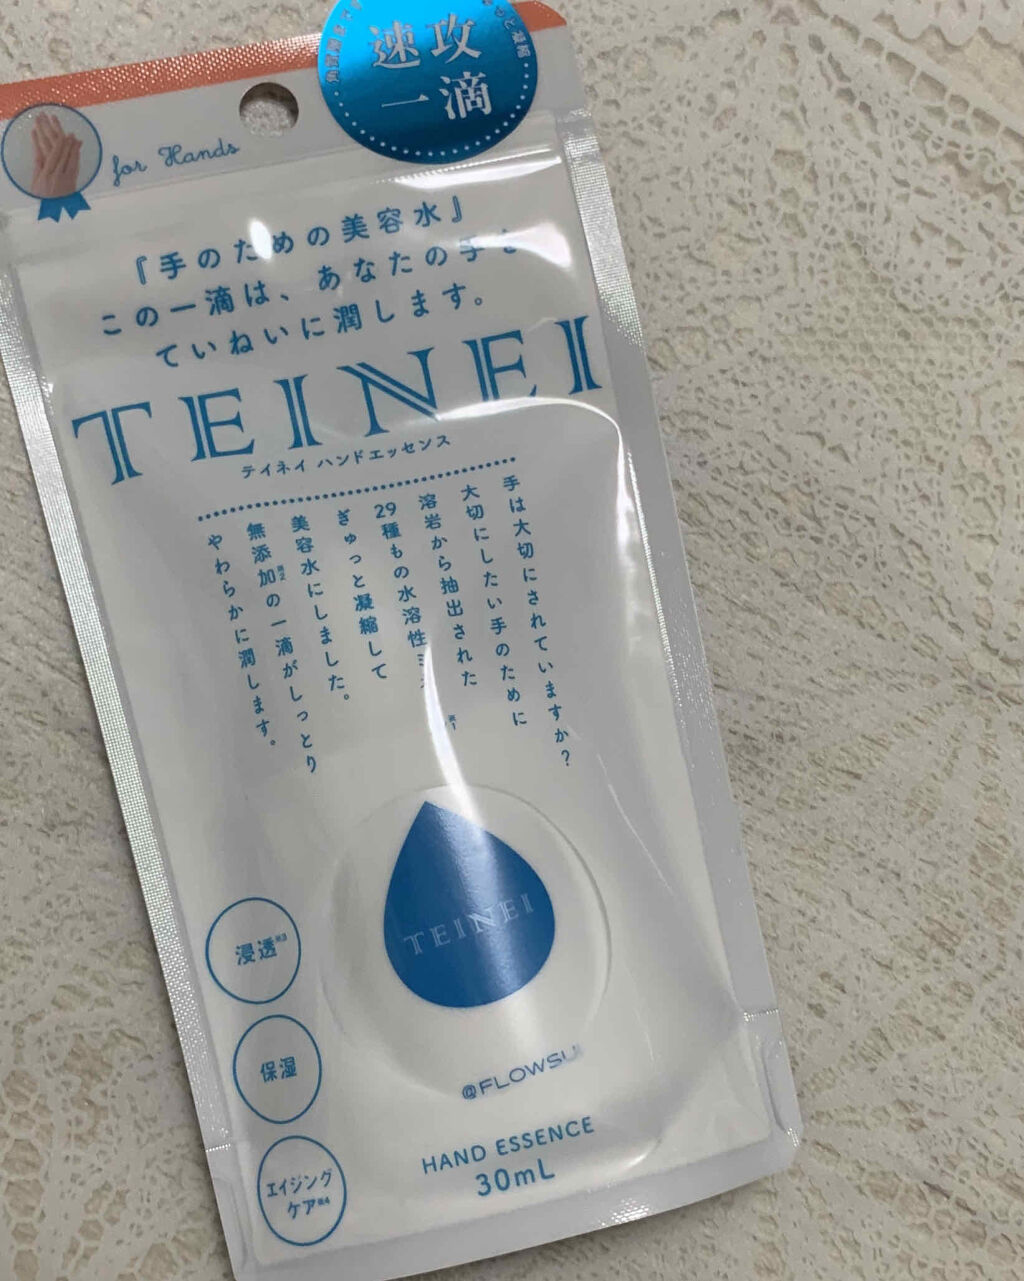 速攻
一滴
for Hands
『手のための美容水』
この一滴は、あなたの手を
ていねいに潤します。
TEINEI
テイネイ ハンドエッセンス
手は大切にされていますか?
大切にしたい手のために
溶岩から抽出された
29種もの水溶性
※1
ぎゅっと凝縮して
美容水にしました。
無添加※2の一滴がしっとり
やわらかに潤します。
TEINEI
浸透※3
保湿
エイジング
ケア※4
@FLOWSU
HAND ESSENCE
30mL